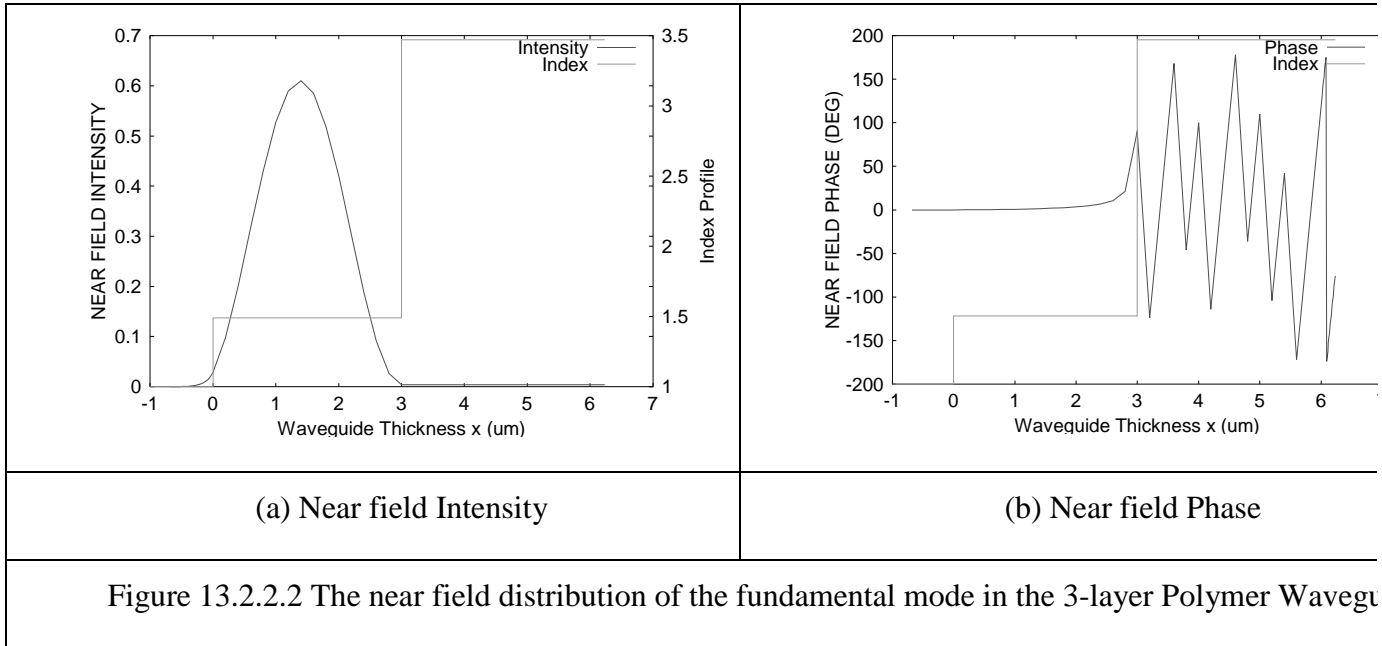 0.7
0.6
0.5
0.4
0.3
0.2
0.1
0
NEAR FIELD INTENSITY
-1 0 1 2 3 4 5 6 7
Waveguide Thickness x (um)
3.5
3
2.5
2
1.5
1
Index Profile
Intensity
Index
200
150
100
50
0
-50
-100
-150
-200
NEAR FIELD PHASE (DEG)
-1 0 1 2 3 4 5 6 7
Waveguide Thickness x (um)
Phase
Index
(a) Near field Intensity
(b) Near field Phase
Figure 13.2.2.2 The near field distribution of the fundamental mode in the 3-layer Polymer Wavegu